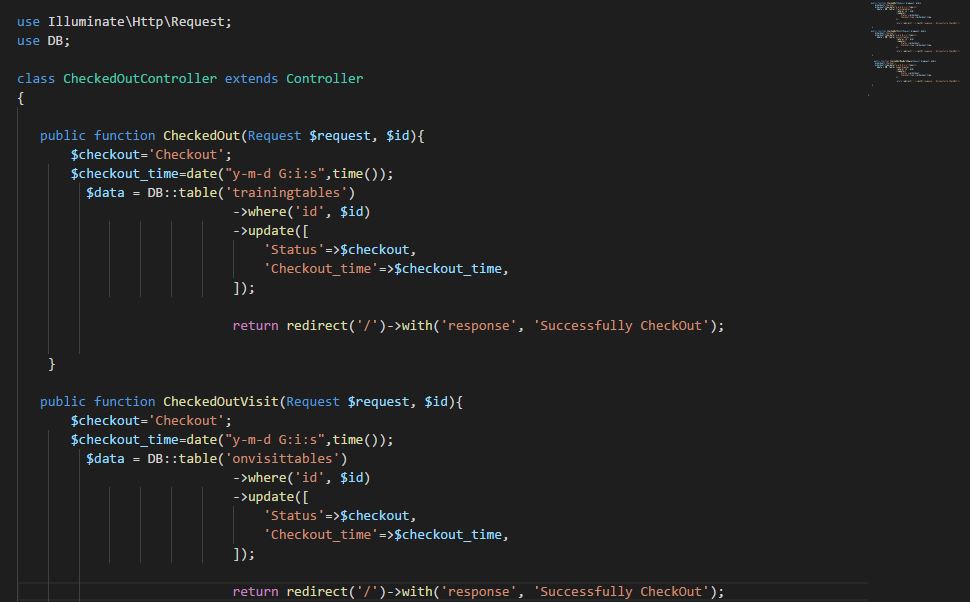 use Illuminate\Http\Request;
use DB;
class CheckedOutController extends Controller
{
public function CheckedOut(Request $request, $id){
$checkout='Checkout';
$checkout_time=date("y-m-d G:i:s",time());
$data = DB::table('trainingtables')
->where('id', $id)
->update([
'Status'=>$checkout,
'Checkout_time'=>$checkout_time,
]);
return redirect('/')->with('response', 'Successfully CheckOut');
}
public function CheckedOutVisit(Request $request, $id){
$checkout='Checkout';
$checkout_time=date("y-m-d G:i:s",time());
$data = DB::table('onvisittables')
->where('id', $id)
->update([
'Status'=>$checkout,
'Checkout_time'=>$checkout_time,
]);
return redirect('/')->with('response', 'Successfully CheckOut');